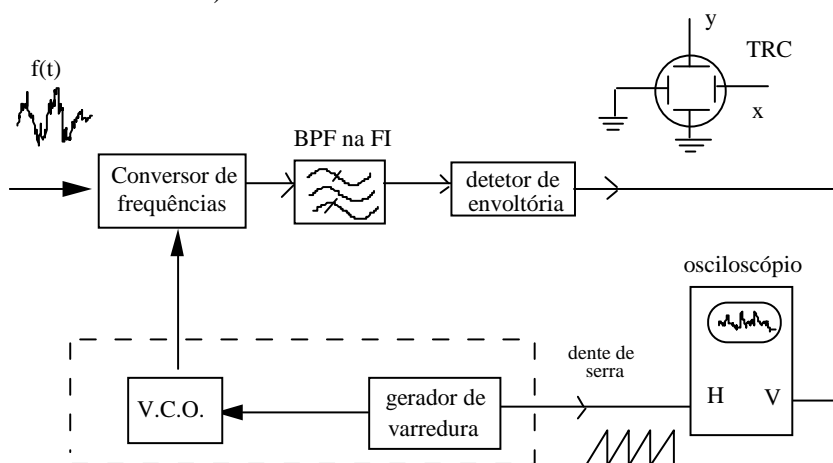 y
TRC
f(t)
x
BPF na FI
Conversor de
frequências
detetor de
envoltória
osciloscópio
dente de
serra
V.C.O.
gerador de
varredura
H
V